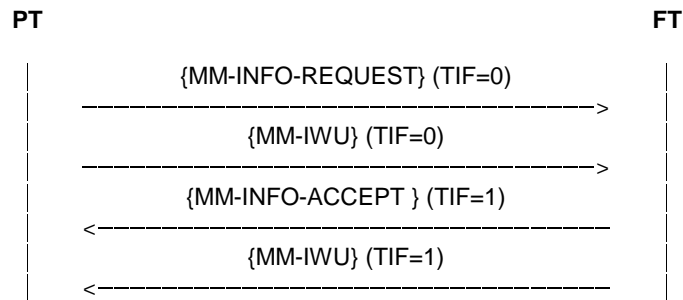 PT FT
{MM-INFO-REQUEST} (TIF=0)
{MM-IWU} (TIF=0)
{MM-INFO-ACCEPT } (TIF=1)
{MM-IWU} (TIF=1)